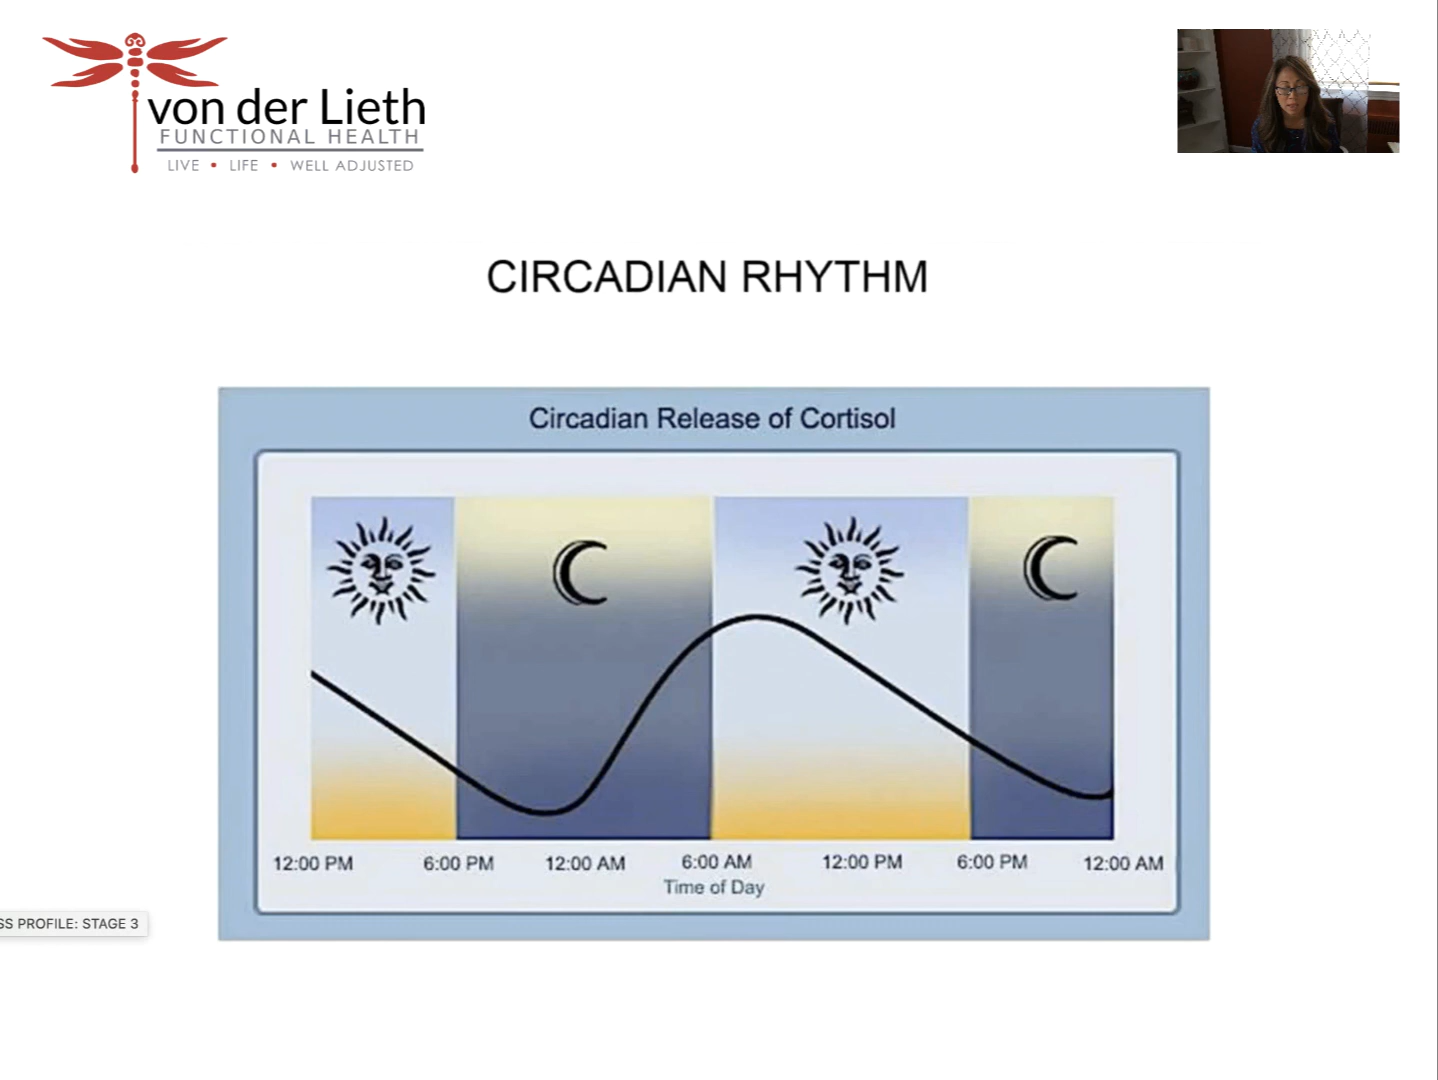 von der Lieth
FUNCTIONAL HEALTH
LIVE • LIFE • WELL ADJUSTED
CIRCADIAN RHYTHM
Circadian Release of Cortisol
12:00 PM 6:00 PM 12:00 AM 6:00 AM 12:00 PM 6:00 PM 12:00 AM
Time of Day
SS PROFILE: STAGE 3